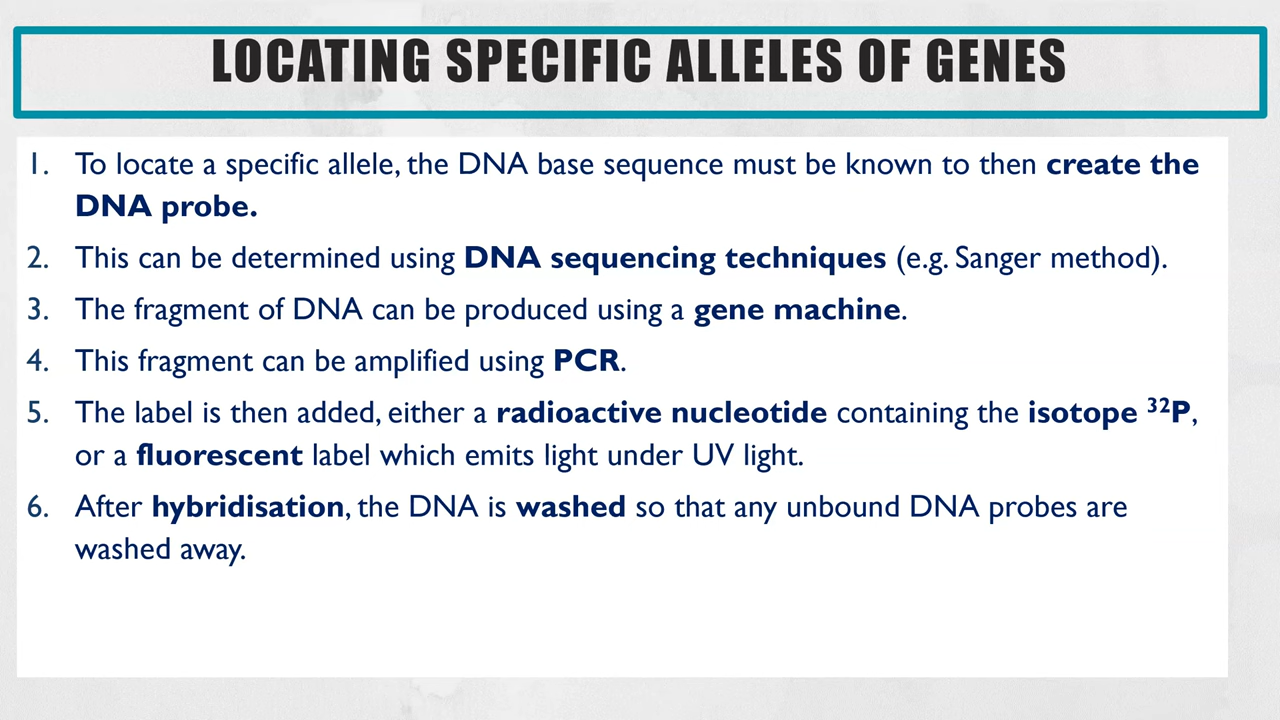 LOCATING SPECIFIC ALLELES OF GENES
1. To locate a specific allele, the DNA base sequence must be known to then create the
DNA probe.
2. This can be determined using DNA sequencing techniques (e.g. Sanger method).
3. The fragment of DNA can be produced using a gene machine.
4. This fragment can be amplified using PCR.
5. The label is then added, either a radioactive nucleotide containing the isotope ³²P,
or a fluorescent label which emits light under UV light.
6. After hybridisation, the DNA is washed so that any unbound DNA probes are
washed away.